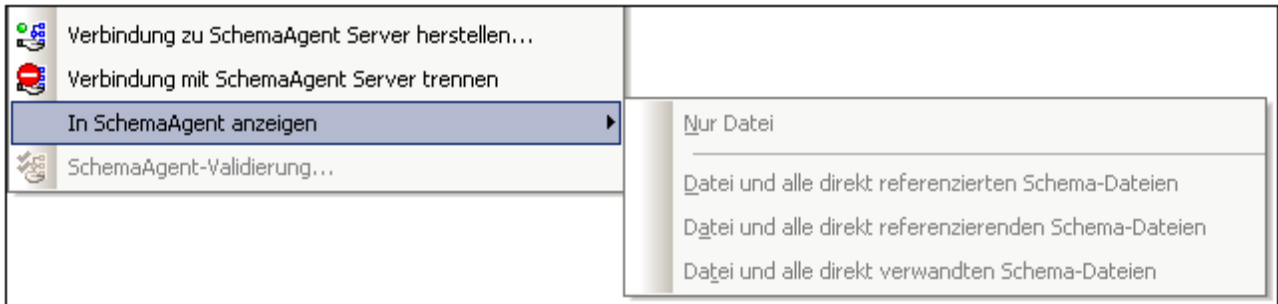 Verbindung zu SchemaAgent Server herstellen...
Verbindung mit SchemaAgent Server trennen
In SchemaAgent anzeigen
SchemaAgent-Validierung...
Nur Datei
Datei und alle direkt referenzierten Schema-Dateien
Datei und alle direkt referenzierenden Schema-Dateien
Datei und alle direkt verwandten Schema-Dateien